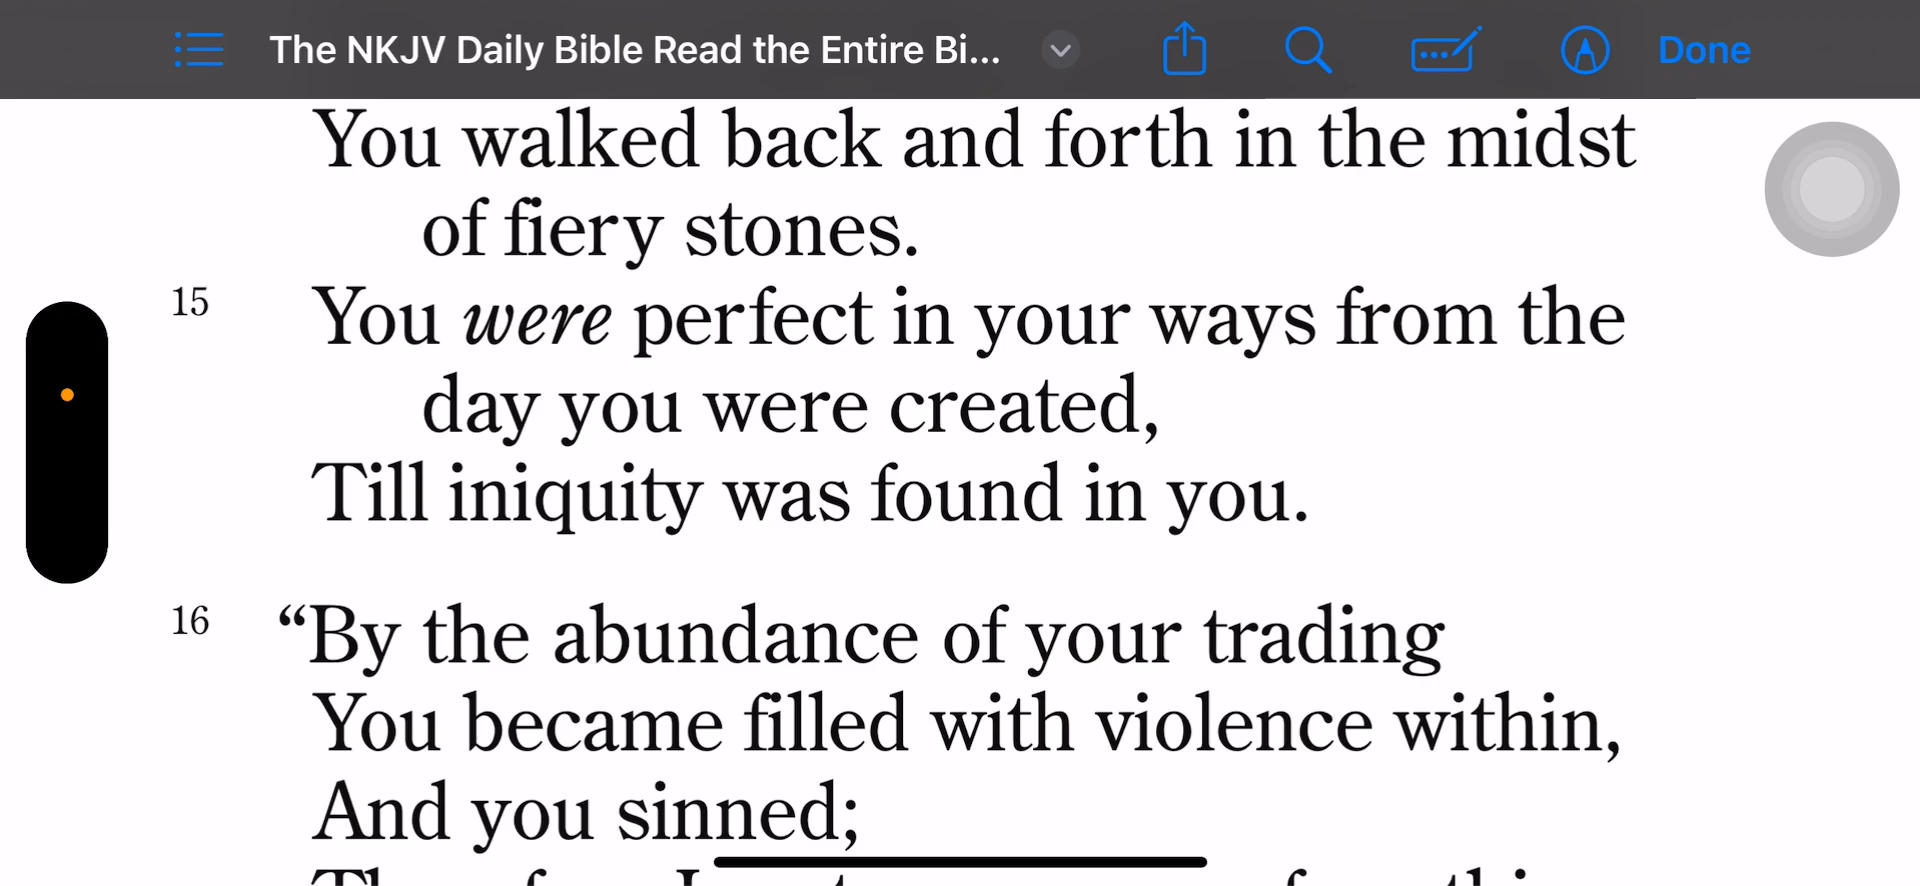 The NKJV Daily Bible Read the Entire Bi...
Done
You walked back and forth in the midst
of fiery stones.
15 You were perfect in your ways from the
day you were created,
Till iniquity was found in you.
16 “By the abundance of your trading
You became filled with violence within,
And you sinned;